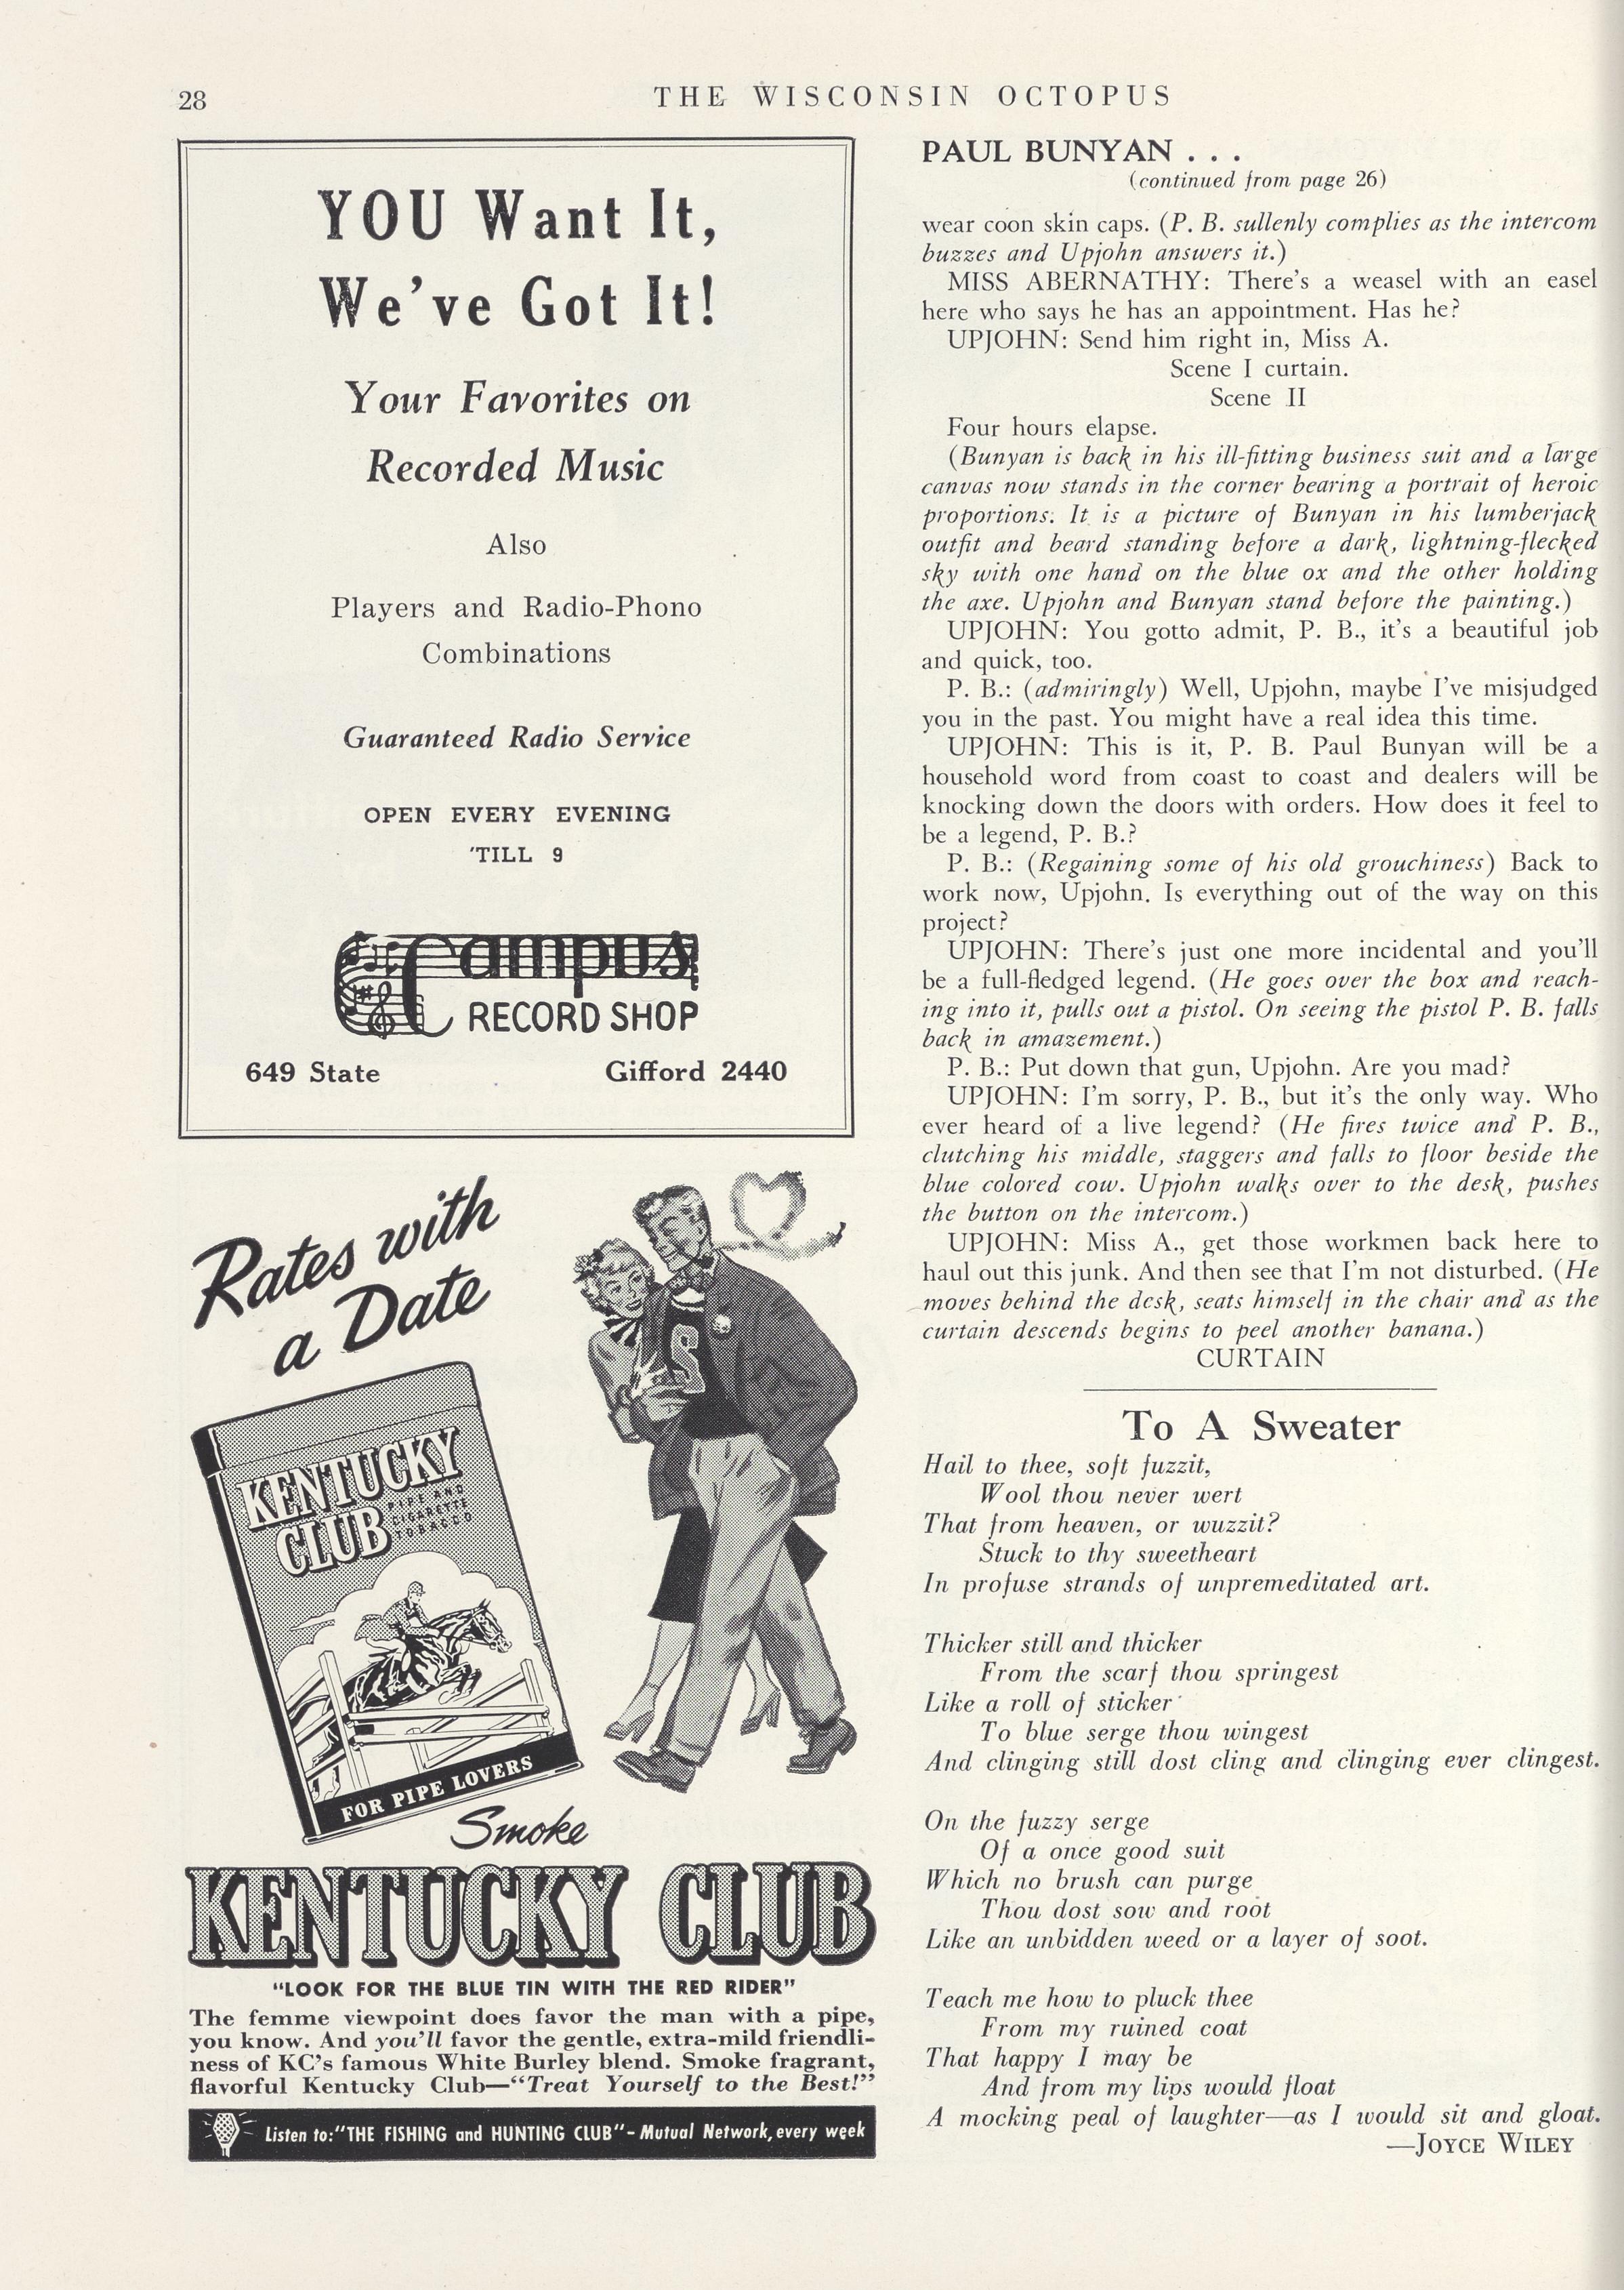 28
THE WISCONSIN OCTOPUS
YOU Want It,
We've Got It!
Your Favorites on
Recorded Music
Also
Players and Radio-Phono
Combinations
Guaranteed Radio Service
OPEN EVERY EVENING
'TILL 9
Campus
RECORD SHOP
649 State Gifford 2440
Rates with
a Date
S
KENTUCKY
CLUB
PIPE AND
CIGARETTE
TOBACCO
FOR PIPE LOVERS
Smoke
KENTUCKY CLUB
"LOOK FOR THE BLUE TIN WITH THE RED RIDER"
The femme viewpoint does favor the man with a pipe,
you know. And you'll favor the gentle, extra-mild friendli-
ness of KC's famous White Burley blend. Smoke fragrant,
flavorful Kentucky Club—"Treat Yourself to the Best!"
Listen to: "THE FISHING and HUNTING CLUB" - Mutual Network, every week
PAUL BUNYAN . . .
(continued from page 26)
wear coon skin caps. (P. B. sullenly complies as the intercom
buzzes and Upjohn answers it.)
MISS ABERNATHY: There's a weasel with an easel
here who says he has an appointment. Has he?
UPJOHN: Send him right in, Miss A.
Scene I curtain.
Scene II
Four hours elapse.
(Bunyan is back in his ill-fitting business suit and a large
canvas now stands in the corner bearing a portrait of heroic
proportions. It is a picture of Bunyan in his lumberjack
outfit and beard standing before a dark, lightning-flecked
sky with one hand on the blue ox and the other holding
the axe. Upjohn and Bunyan stand before the painting.)
UPJOHN: You gotto admit, P. B., it's a beautiful job
and quick, too.
P. B.: (admiringly) Well, Upjohn, maybe I've misjudged
you in the past. You might have a real idea this time.
UPJOHN: This is it, P. B. Paul Bunyan will be a
household word from coast to coast and dealers will be
knocking down the doors with orders. How does it feel to
be a legend, P. B.?
P. B.: (Regaining some of his old grouchiness) Back to
work now, Upjohn. Is everything out of the way on this
project?
UPJOHN: There's just one more incidental and you'll
be a full-fledged legend. (He goes over the box and reach-
ing into it, pulls out a pistol. On seeing the pistol P. B. falls
back in amazement.)
P. B.: Put down that gun, Upjohn. Are you mad?
UPJOHN: I'm sorry, P. B., but it's the only way. Who
ever heard of a live legend? (He fires twice and P. B.,
clutching his middle, staggers and falls to floor beside the
blue colored cow. Upjohn walks over to the desk, pushes
the button on the intercom.)
UPJOHN: Miss A., get those workmen back here to
haul out this junk. And then see that I'm not disturbed. (He
moves behind the desk, seats himself in the chair and as the
curtain descends begins to peel another banana.)
CURTAIN
To A Sweater
Hail to thee, soft fuzzit,
Wool thou never wert
That from heaven, or wuzzit?
Stuck to thy sweetheart
In profuse strands of unpremeditated art.
Thicker still and thicker
From the scarf thou springest
Like a roll of sticker
To blue serge thou wingest
And clinging still dost cling and clinging ever clingest.
On the fuzzy serge
Of a once good suit
Which no brush can purge
Thou dost sow and root
Like an unbidden weed or a layer of soot.
Teach me how to pluck thee
From my ruined coat
That happy I may be
And from my lips would float
A mocking peal of laughter—as I would sit and gloat.
—JOYCE WILEY